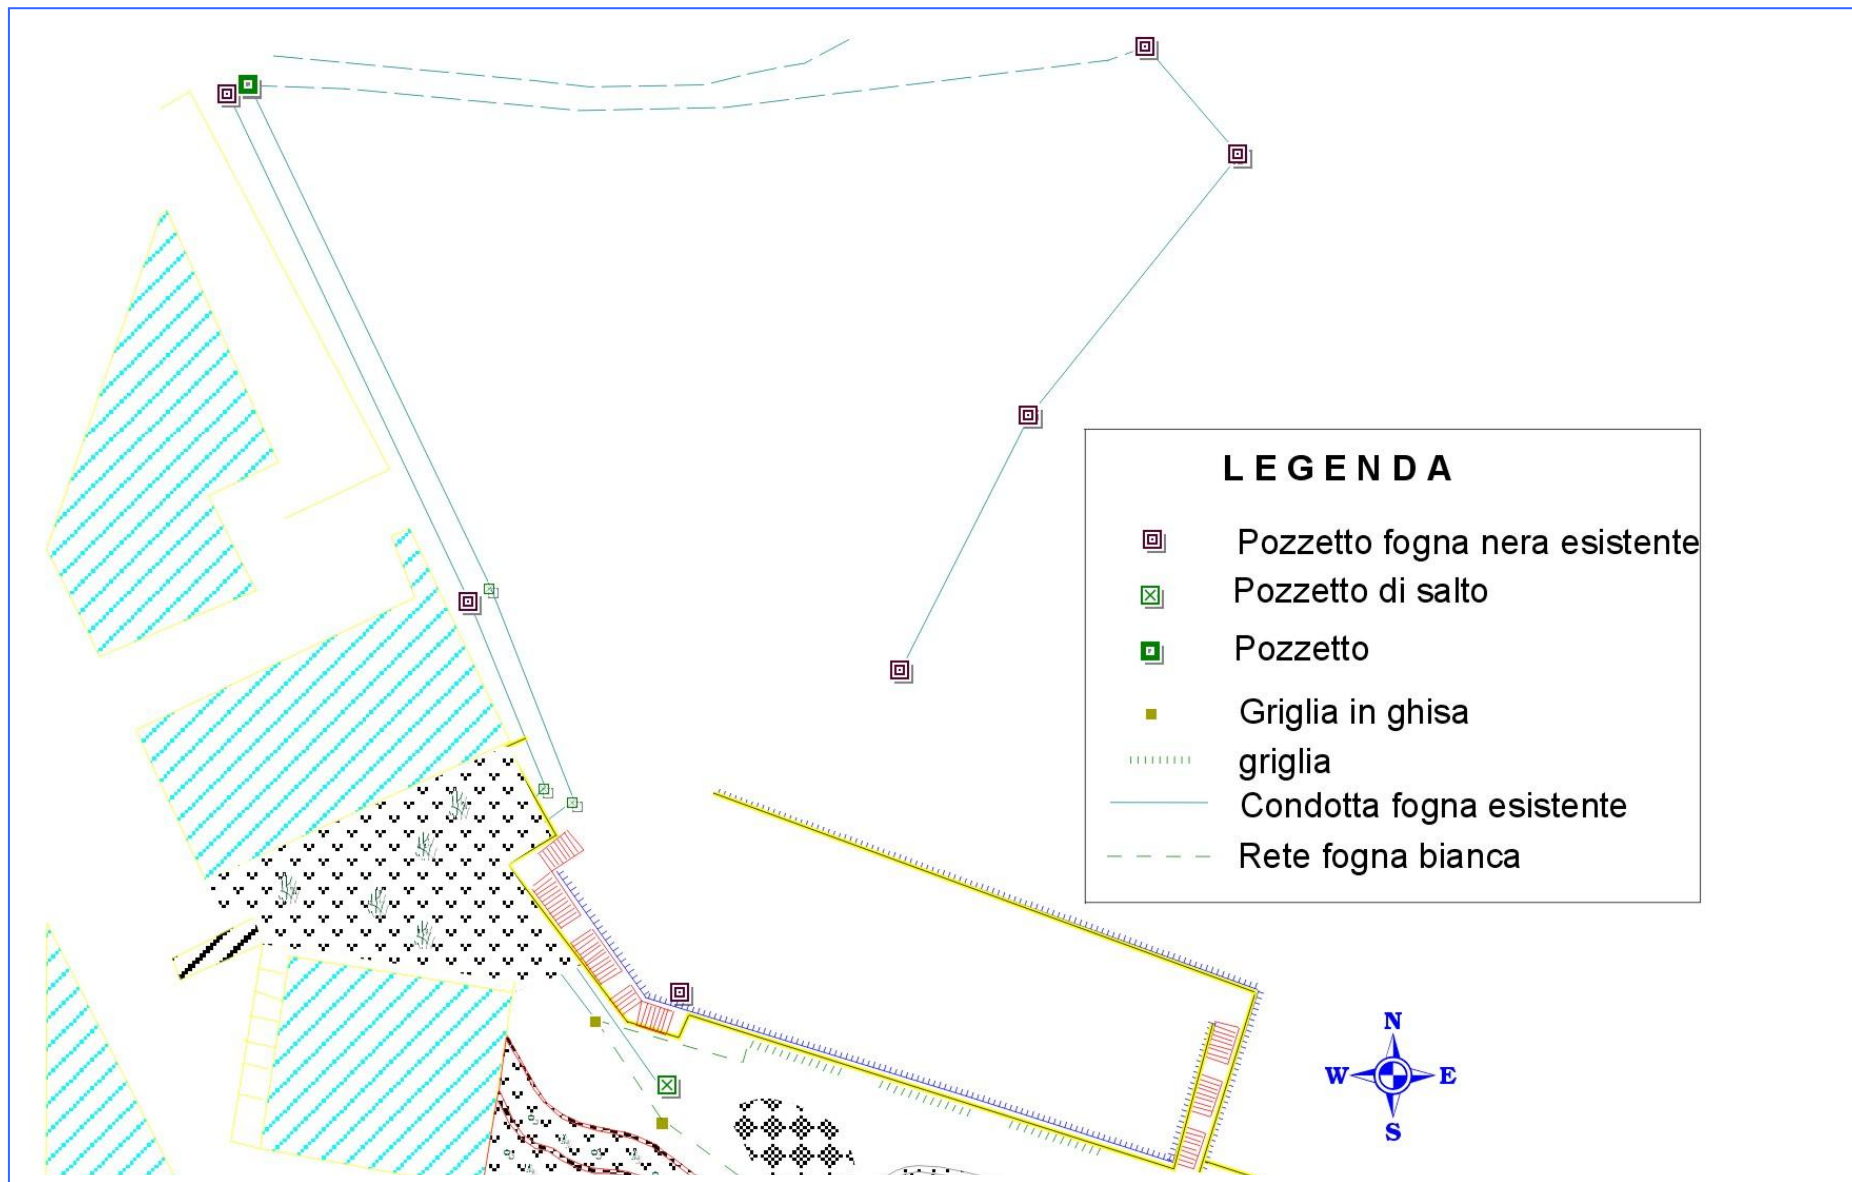 LEGENDA
Pozzetto fogna nera esistente
Pozzetto di salto
Pozzetto
Griglia in ghisa
griglia
Condotta fogna esistente
Rete fogna bianca
N
W E
S